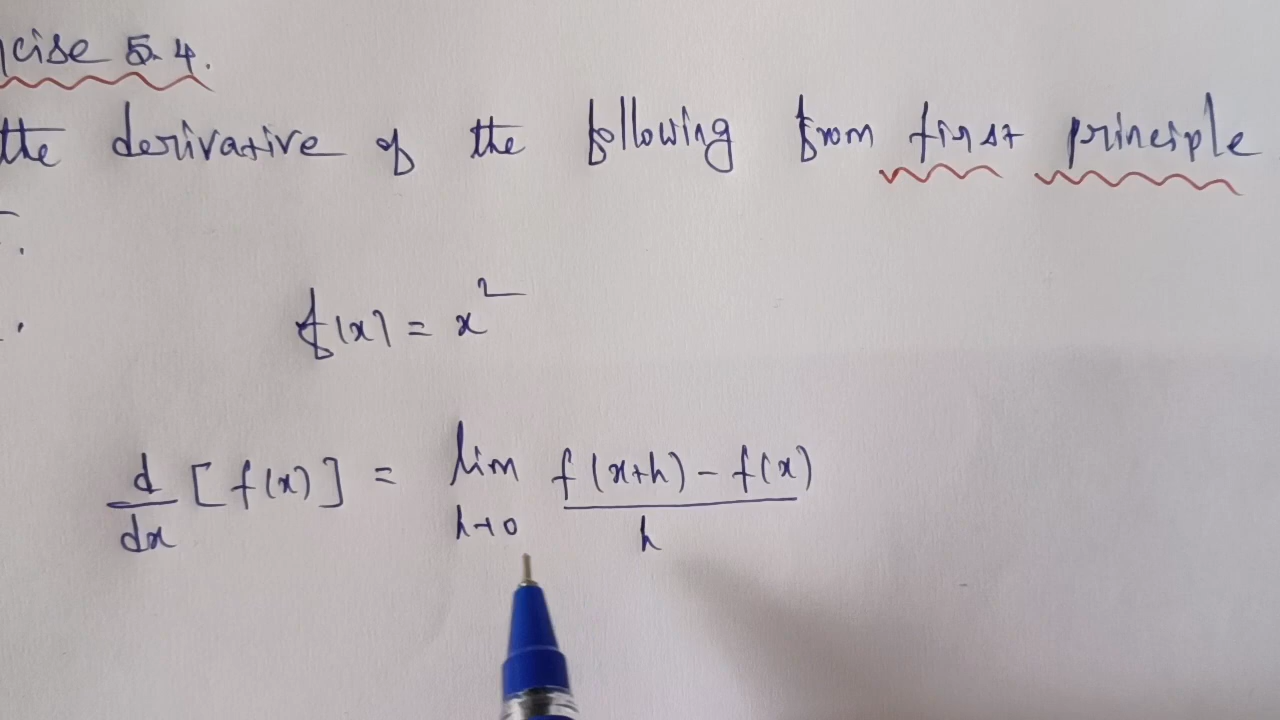 cise 5.4.
the derivative of the following from first principle
f(x) = x²
d/dx [f(x)] = lim h→0 f(x+h) - f(x) / h